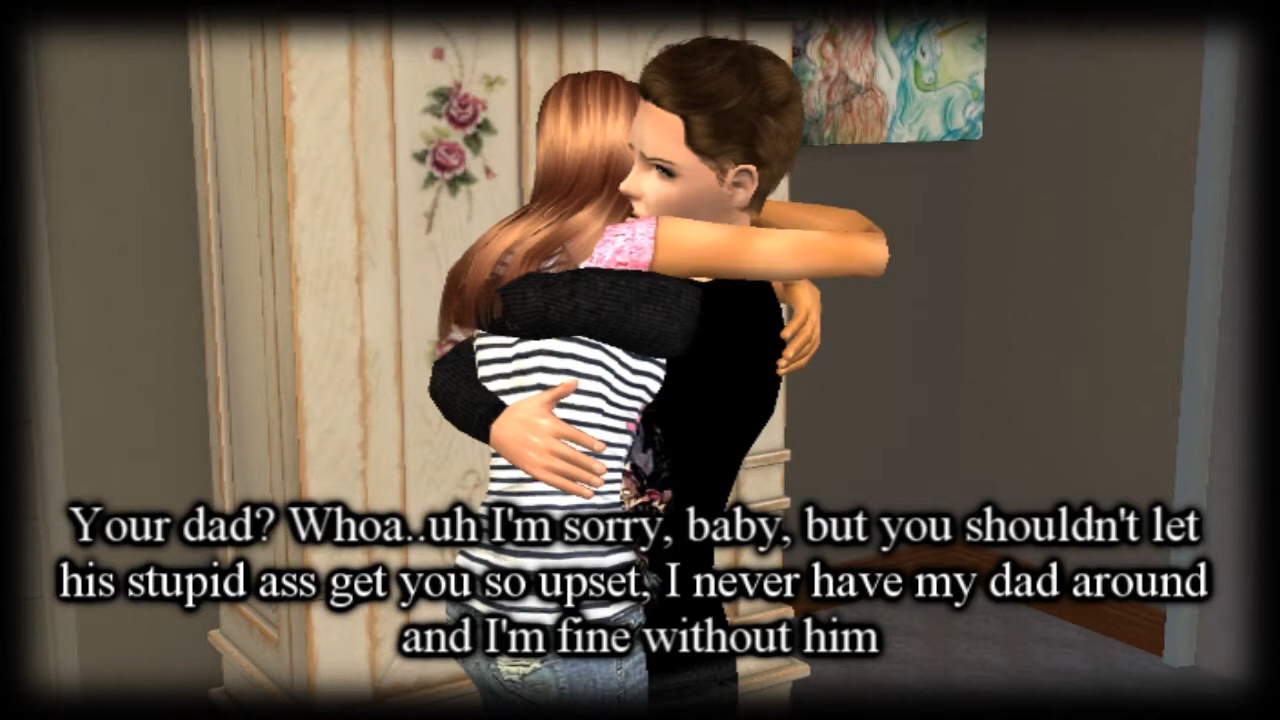 Your dad? Whoa..uh I'm sorry, baby, but you shouldn't let
his stupid ass get you so upset, I never have my dad around
and I'm fine without him